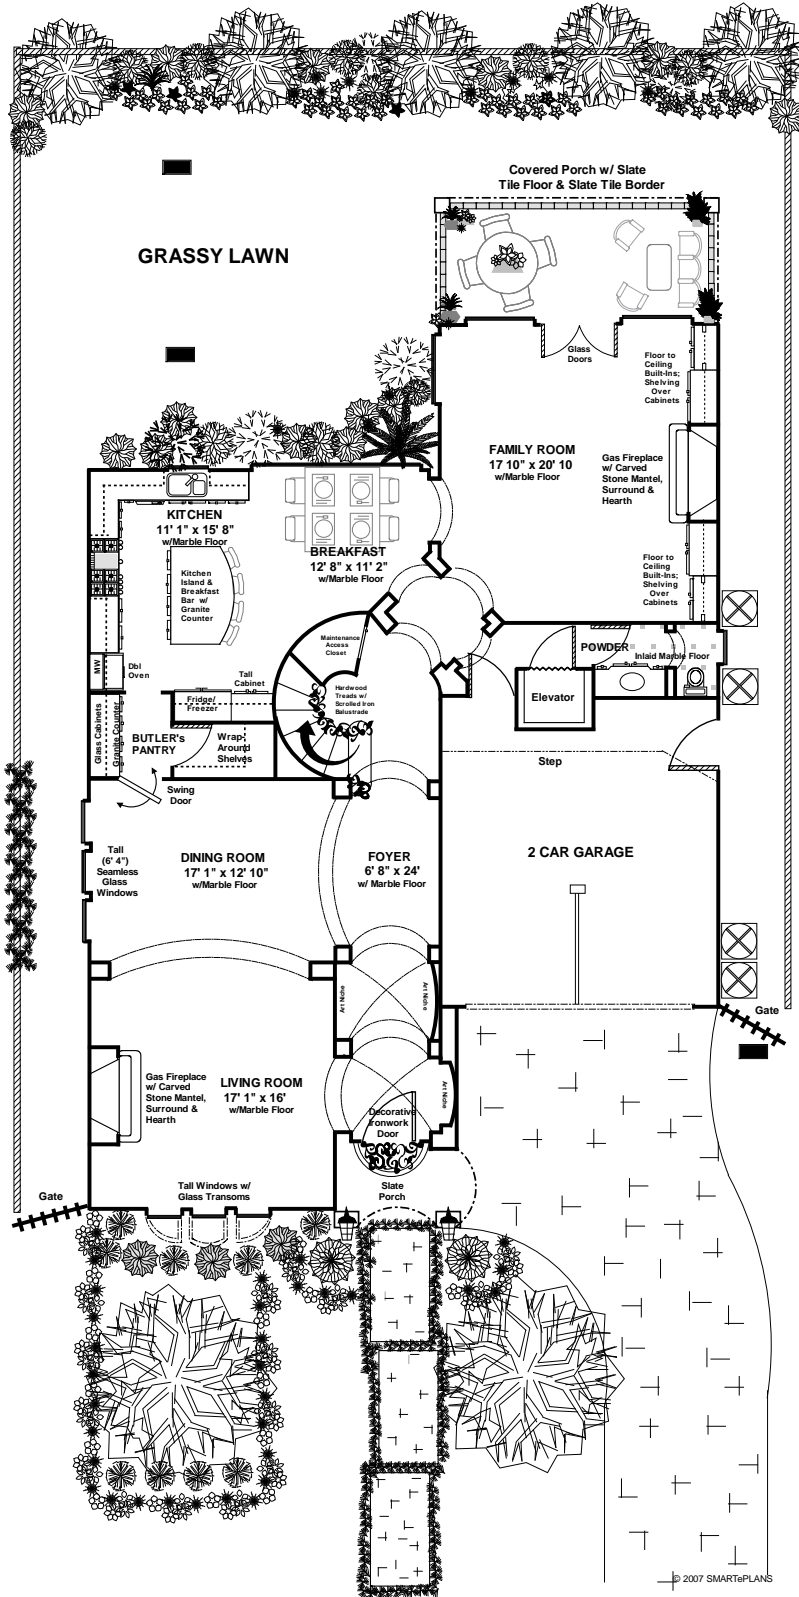 Covered Porch w/ Slate
Tile Floor & Slate Tile Border
GRASSY LAWN
Glass
Doors
Floor to
Ceiling
Built-Ins;
Shelving
Over
Cabinets
FAMILY ROOM
17 10" x 20' 10
w/Marble Floor
Gas Fireplace
w/ Carved
Stone Mantel,
Surround &
Hearth
KITCHEN
11' 1" x 15' 8"
w/Marble Floor
BREAKFAST
12' 8" x 11' 2"
w/Marble Floor
Kitchen
Island &
Breakfast
Bar w/
Granite
Counter
Floor to
Ceiling
Built-Ins;
Shelving
Over
Cabinets
Maintenance
Access
Closet
POWDER
Inlaid Marble Floor
MW
Dbl
Oven
Tall
Cabinet
Hardwood
Treads w/
Scrolled Iron
Balustrade
Elevator
Fridge/
Freezer
Glass Cabinets
Granite Counter
BUTLER's
PANTRY
Wrap-
Around
Shelves
Step
Swing
Door
Tall
(6' 4")
Seamless
Glass
Windows
DINING ROOM
17' 1" x 12' 10"
w/Marble Floor
FOYER
6' 8" x 24'
w/ Marble Floor
2 CAR GARAGE
Art Niche
Art Niche
Gate
Gas Fireplace
w/ Carved
Stone Mantel,
Surround &
Hearth
LIVING ROOM
17' 1" x 16'
w/Marble Floor
Art Niche
Decorative
Ironwork
Door
Tall Windows w/
Glass Transoms
Slate
Porch
Gate
© 2007 SMARTePLANS